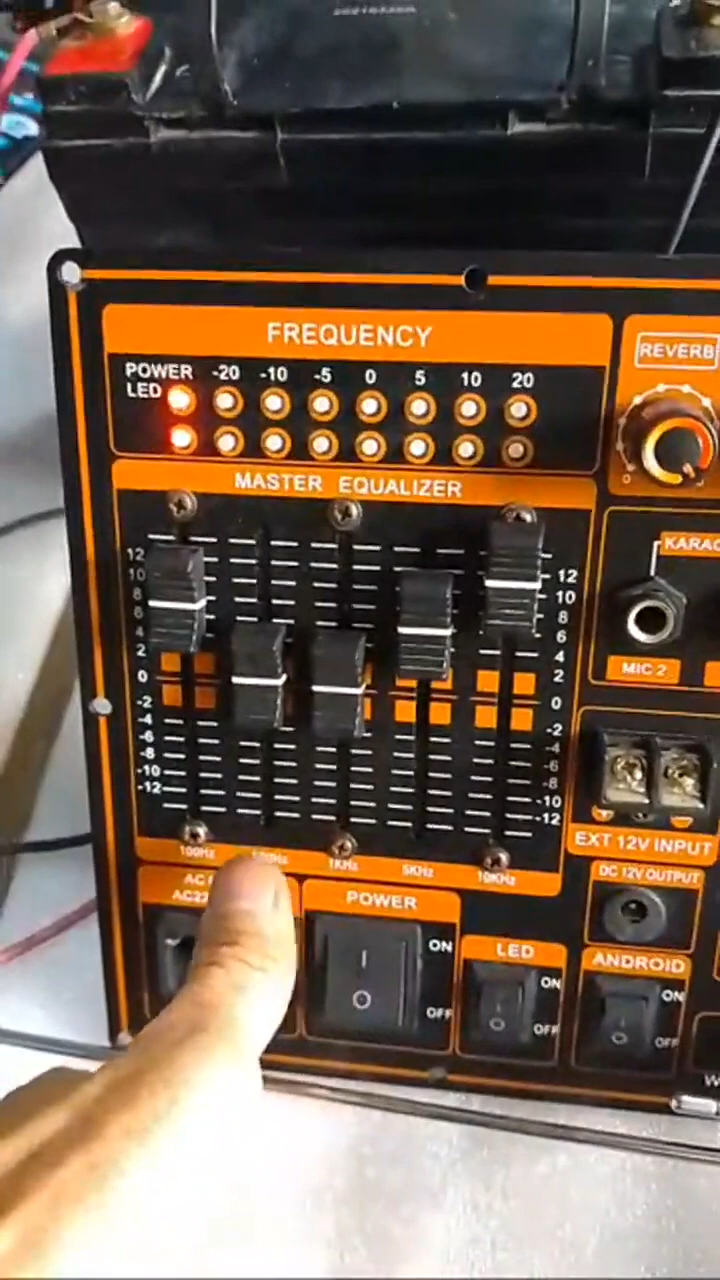 FREQUENCY
POWER -20 -10 -5 0 5 10 20
LED
REVERB
0
MASTER EQUALIZER
12
10
8
6
4
2
0
-2
-4
-6
-8
-10
-12
12
10
8
6
4
2
0
-2
-4
-6
-8
-10
-12
100Hz 1KHz 5KHz 10KHz
MIC 2
EXT 12V INPUT
DC 12V OUTPUT
AC
POWER
ON
OFF
LED
ON
OFF
ANDROID
ON
OFF